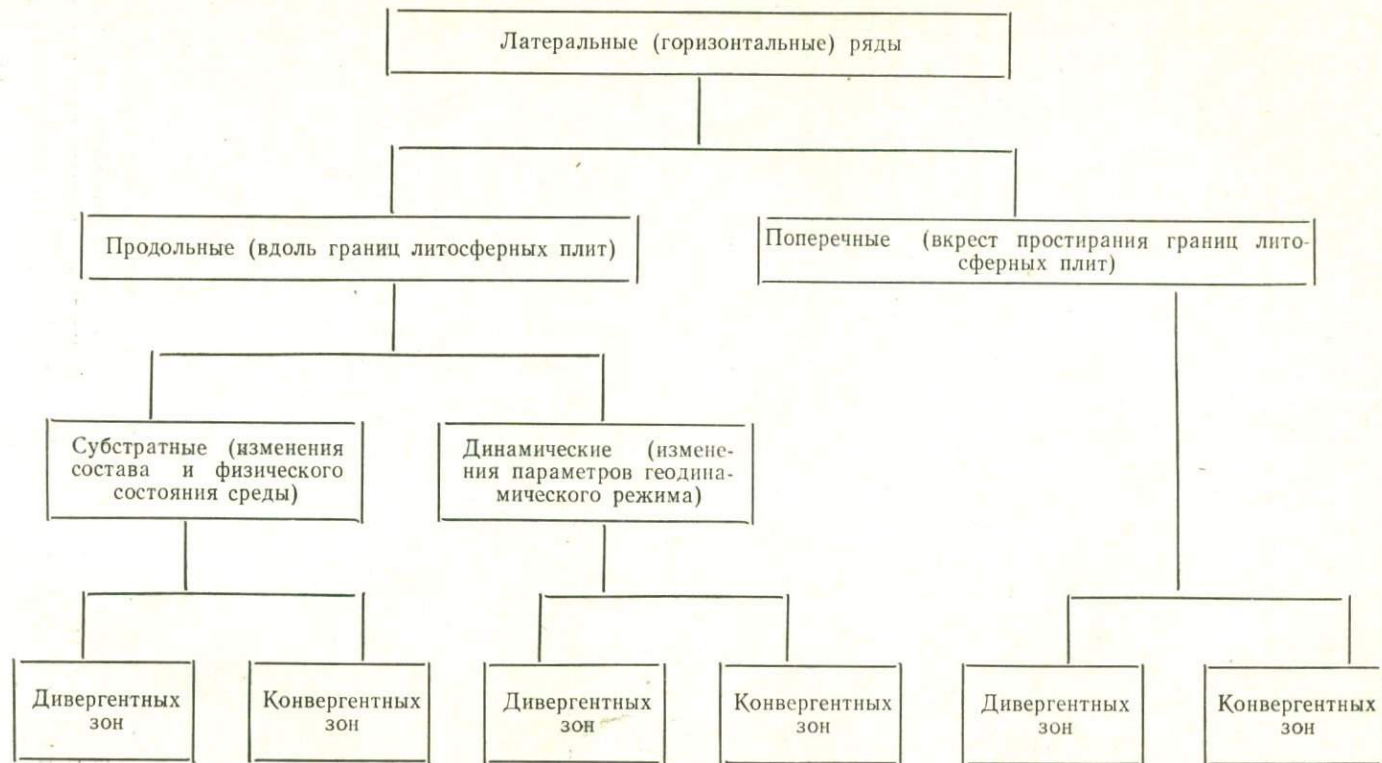 Латеральные (горизонтальные) ряды
Продольные (вдоль границ литосферных плит)
Поперечные (вкрест простирания границ лито-
сферных плит)
Субстратные (изменения
состава и физического
состояния среды)
Динамические (измене-
ния параметров геодина-
мического режима)
Дивергентных
зон
Конвергентных
зон
Дивергентных
зон
Конвергентных
зон
Дивергентных
зон
Конвергентных
зон